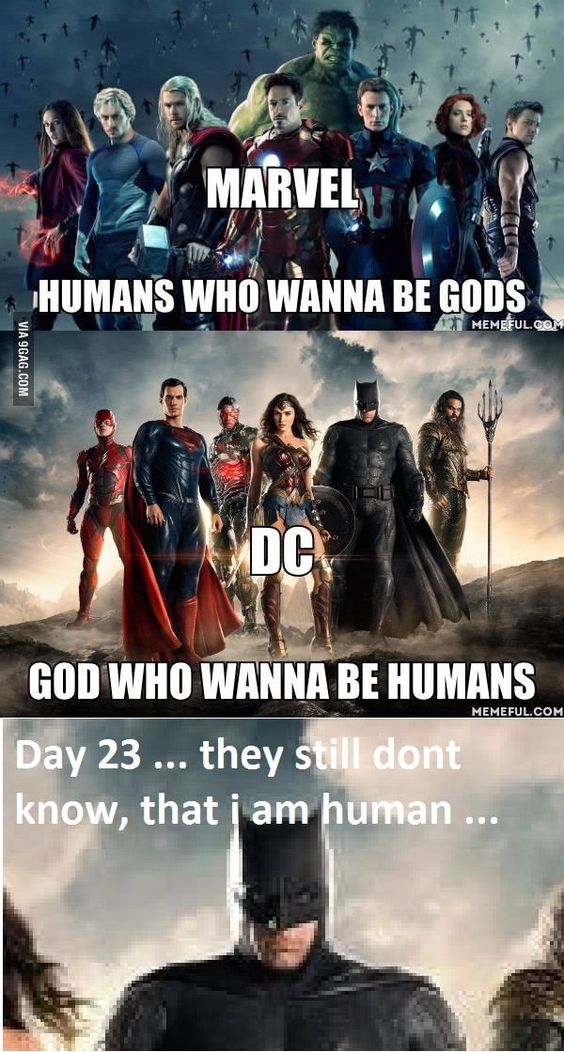 MARVEL
HUMANS WHO WANNA BE GODS
MEMEFUL.COM
VIA 9GAG.COM
DC
GOD WHO WANNA BE HUMANS
MEMEFUL.COM
Day 23 ... they still dont
know, that i am human ...